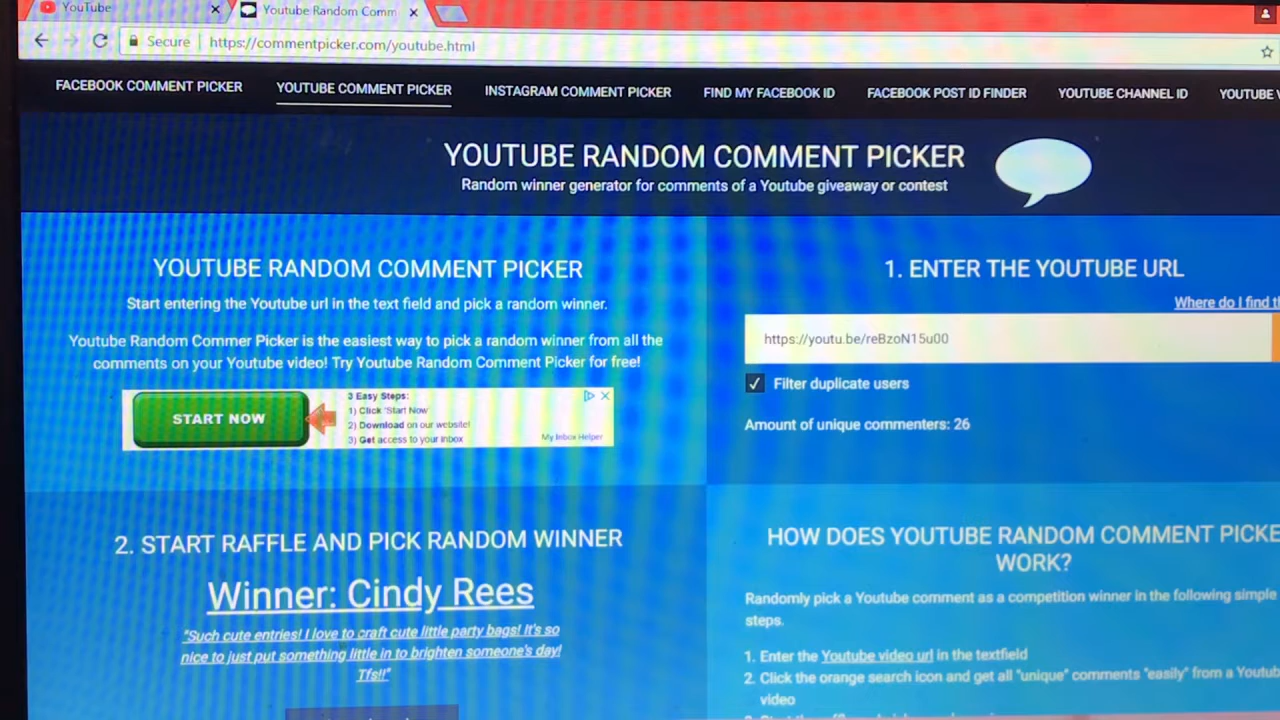 YouTube
Youtube Random Comm
Secure https://commentpicker.com/youtube.html
FACEBOOK COMMENT PICKER YOUTUBE COMMENT PICKER INSTAGRAM COMMENT PICKER FIND MY FACEBOOK ID FACEBOOK POST ID FINDER YOUTUBE CHANNEL ID YOUTUBE
YOUTUBE RANDOM COMMENT PICKER
Random winner generator for comments of a Youtube giveaway or contest
YOUTUBE RANDOM COMMENT PICKER
Start entering the Youtube url in the text field and pick a random winner.
Youtube Random Commer Picker is the easiest way to pick a random winner from all the
comments on your Youtube video! Try Youtube Random Comment Picker for free!
START NOW
3 Easy Steps:
1) Click 'Start Now'
2) Download on our website!
3) Get access to your inbox
My Inbox Helper
1. ENTER THE YOUTUBE URL
Where do I find th
https://youtu.be/reBzoN15u00
Filter duplicate users
Amount of unique commenters: 26
2. START RAFFLE AND PICK RANDOM WINNER
Winner: Cindy Rees
"Such cute entries! I love to craft cute little party bags! It's so
nice to just put something little in to brighten someone's day!
Tfs!!"
HOW DOES YOUTUBE RANDOM COMMENT PICKE
WORK?
Randomly pick a Youtube comment as a competition winner in the following simple
steps.
1. Enter the Youtube video url in the textfield
2. Click the orange search icon and get all "unique" comments "easily" from a Youtub
video